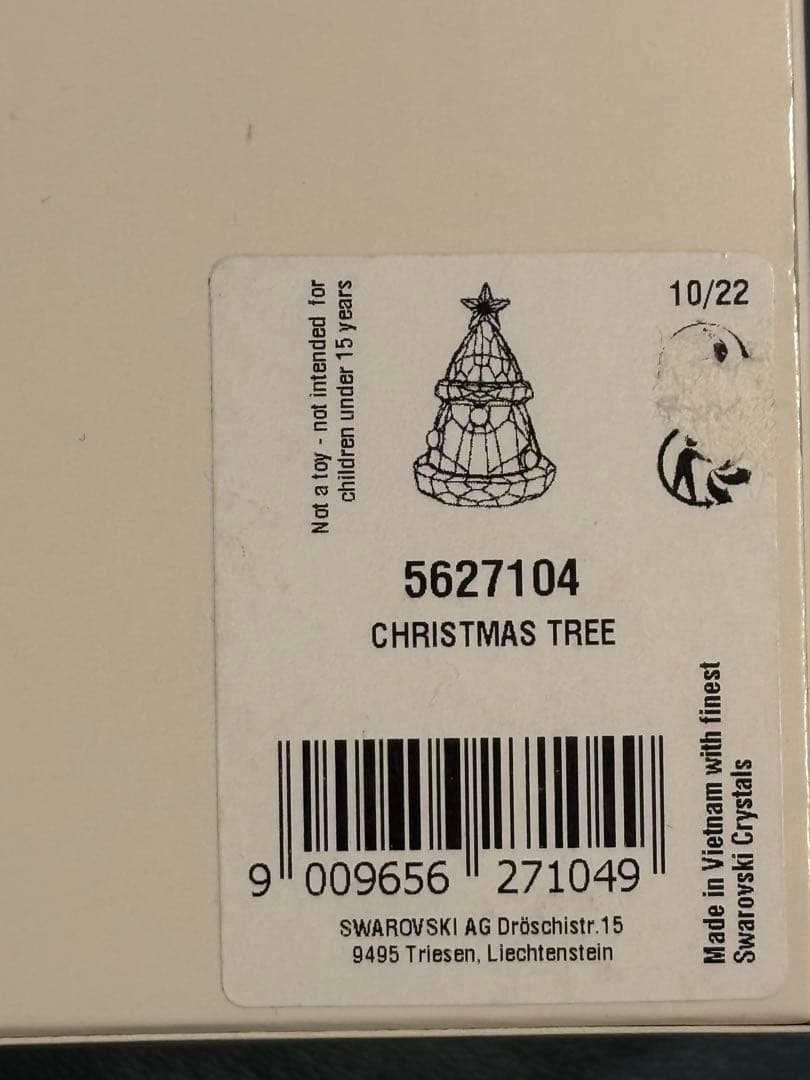 Not a toy - not intended for
children under 15 years
10/22
5627104
CHRISTMAS TREE
9 009656 271049
SWAROVSKI AG Dröschistr.15
9495 Triesen, Liechtenstein
Made in Vietnam with finest
Swarovski Crystals